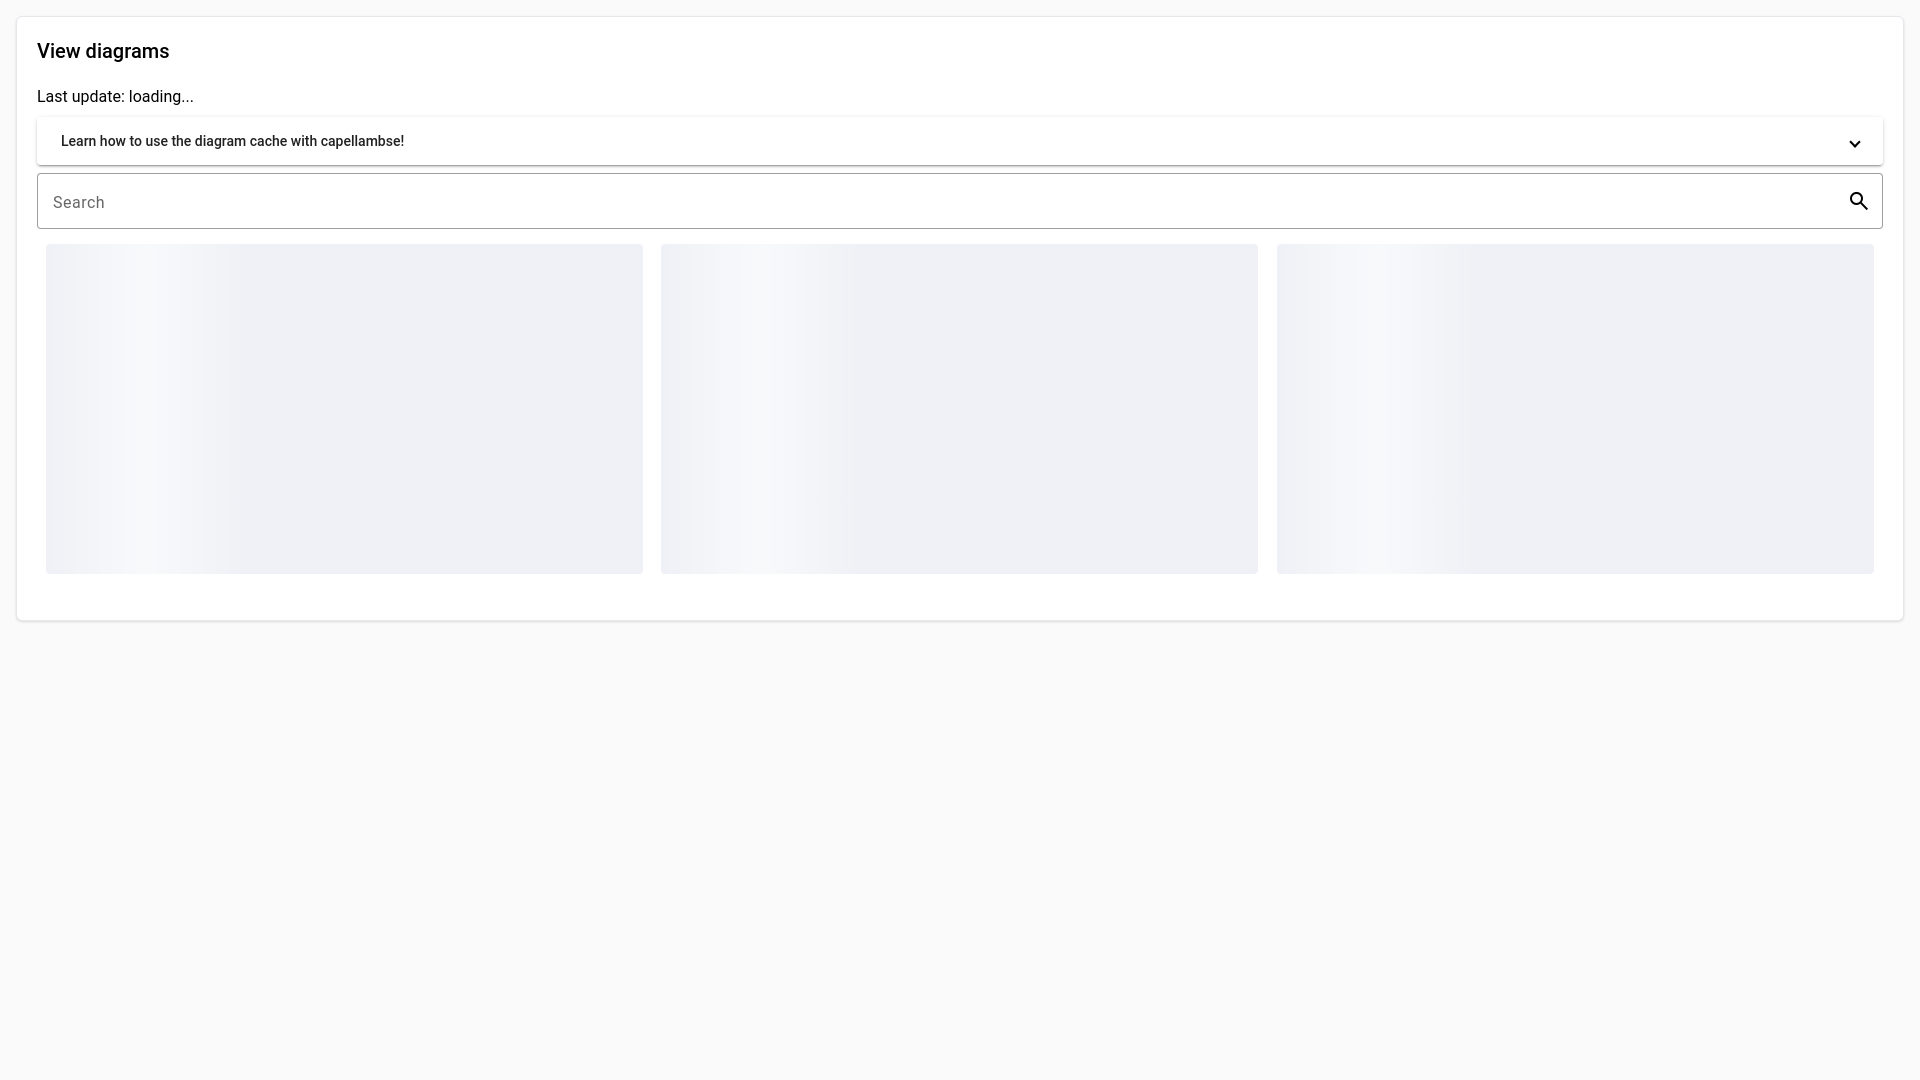 View diagrams
Last update: loading...
Learn how to use the diagram cache with capellambse!
Search